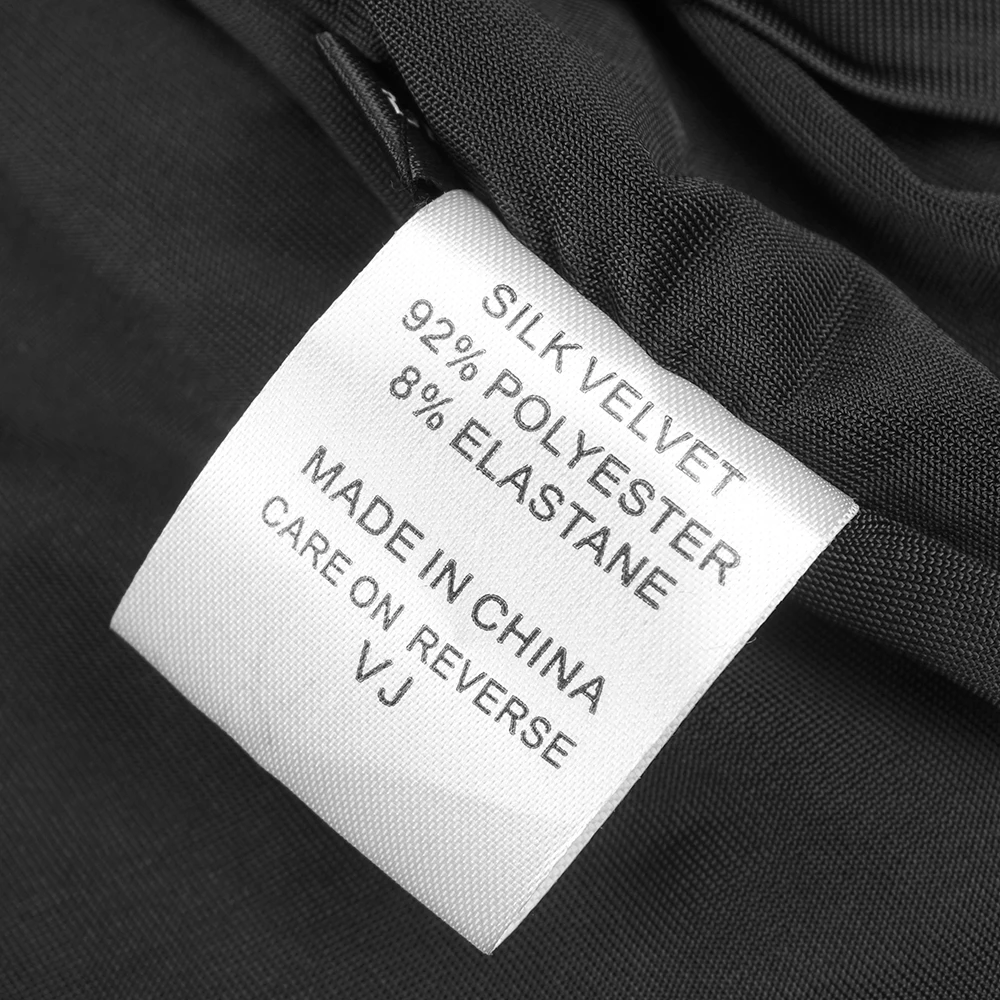 SILK VELVET
92% POLYESTER
8% ELASTANE
MADE IN CHINA
CARE ON REVERSE
VJ